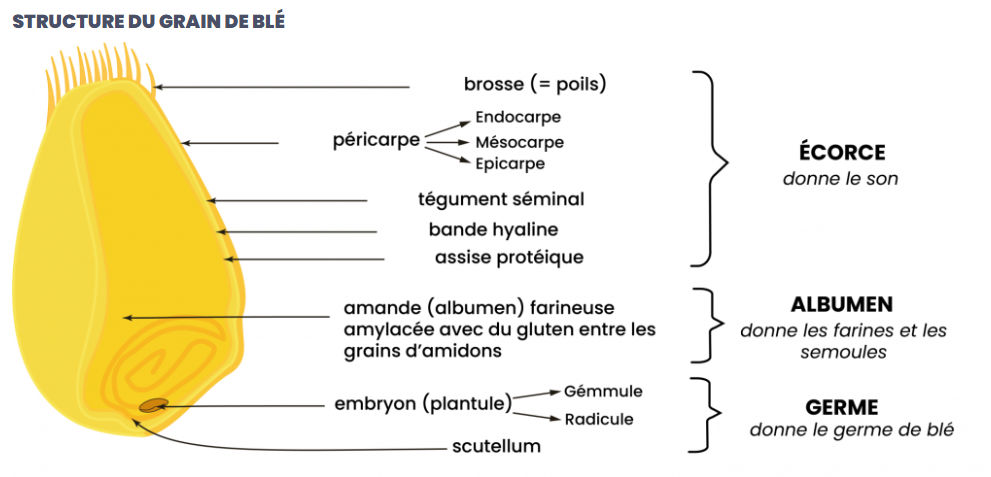 STRUCTURE DU GRAIN DE BLÉ
brosse (= poils)
péricarpe
Endocarpe
Mésocarpe
Epicarpe
tégument séminal
bande hyaline
assise protéique
ÉCORCE
donne le son
amande (albumen) farineuse
amylacée avec du gluten entre les
grains d'amidons
ALBUMEN
donne les farines et les
semoules
embryon (plantule)
Gémmule
Radicule
scutellum
GERME
donne le germe de blé